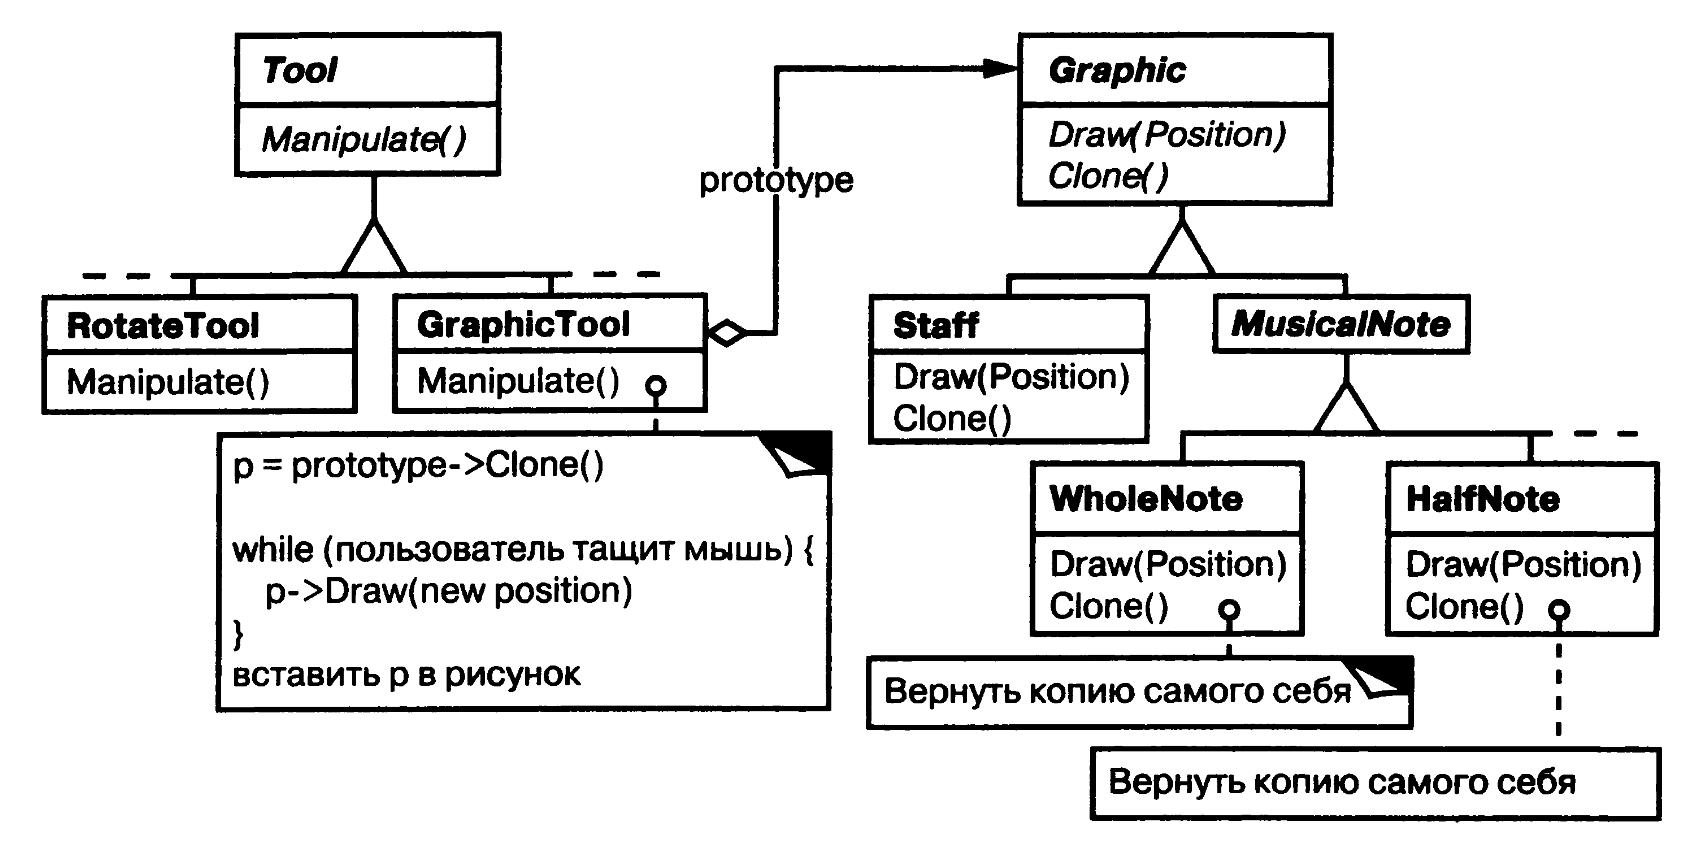 Tool
Manipulate()
prototype
Graphic
Draw(Position)
Clone()
RotateTool
Manipulate()
GraphicTool
Manipulate()
Staff
Draw(Position)
Clone()
MusicalNote
p = prototype->Clone()
while (пользователь тащит мышь) {
p->Draw(new position)
}
вставить p в рисунок
WholeNote
Draw(Position)
Clone()
HalfNote
Draw(Position)
Clone()
Вернуть копию самого себя
Вернуть копию самого себя